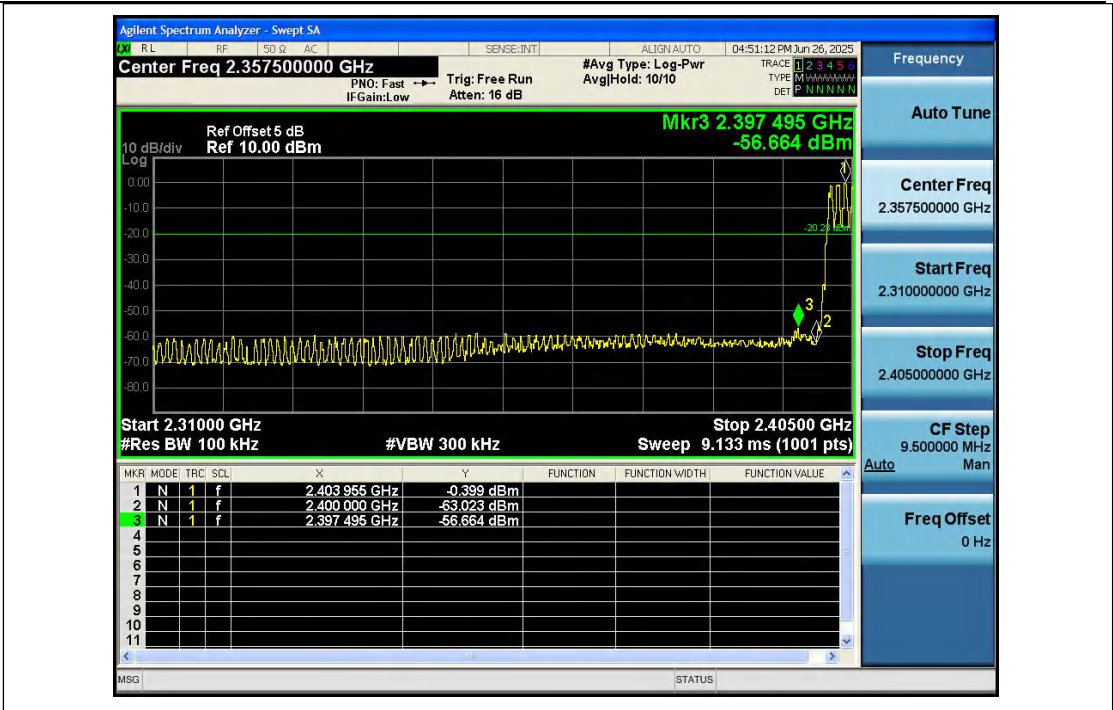 Agilent Spectrum Analyzer - Swept SA
LXI RL RF 50 Ω AC SENSE:INT ALIGN AUTO 04:51:12 PM Jun 26, 2025
Center Freq 2.357500000 GHz
PNO: Fast
IFGain:Low
Trig: Free Run
Atten: 16 dB
#Avg Type: Log-Pwr
Avg|Hold: 10/10
TRACE 1 2 3 4 5 6
TYPE M
DET P N N N N N
Frequency
Auto Tune
Center Freq
2.357500000 GHz
Start Freq
2.310000000 GHz
Stop Freq
2.405000000 GHz
CF Step
9.500000 MHz
Auto Man
Freq Offset
0 Hz
Mkr3 2.397 495 GHz
-56.664 dBm
Ref Offset 5 dB
10 dB/div Ref 10.00 dBm
Log
0.00
-10.0
-20.0
-30.0
-40.0
-50.0
-60.0
-70.0
-80.0
1
3
2
Start 2.31000 GHz Stop 2.40500 GHz
#Res BW 100 kHz #VBW 300 kHz Sweep 9.133 ms (1001 pts)
MKR MODE TRC SCL X Y FUNCTION FUNCTION WIDTH FUNCTION VALUE
1 N 1 f 2.403 955 GHz -0.399 dBm
2 N 1 f 2.400 000 GHz -63.023 dBm
3 N 1 f 2.397 495 GHz -56.664 dBm
4
5
6
7
8
9
10
11
MSG STATUS